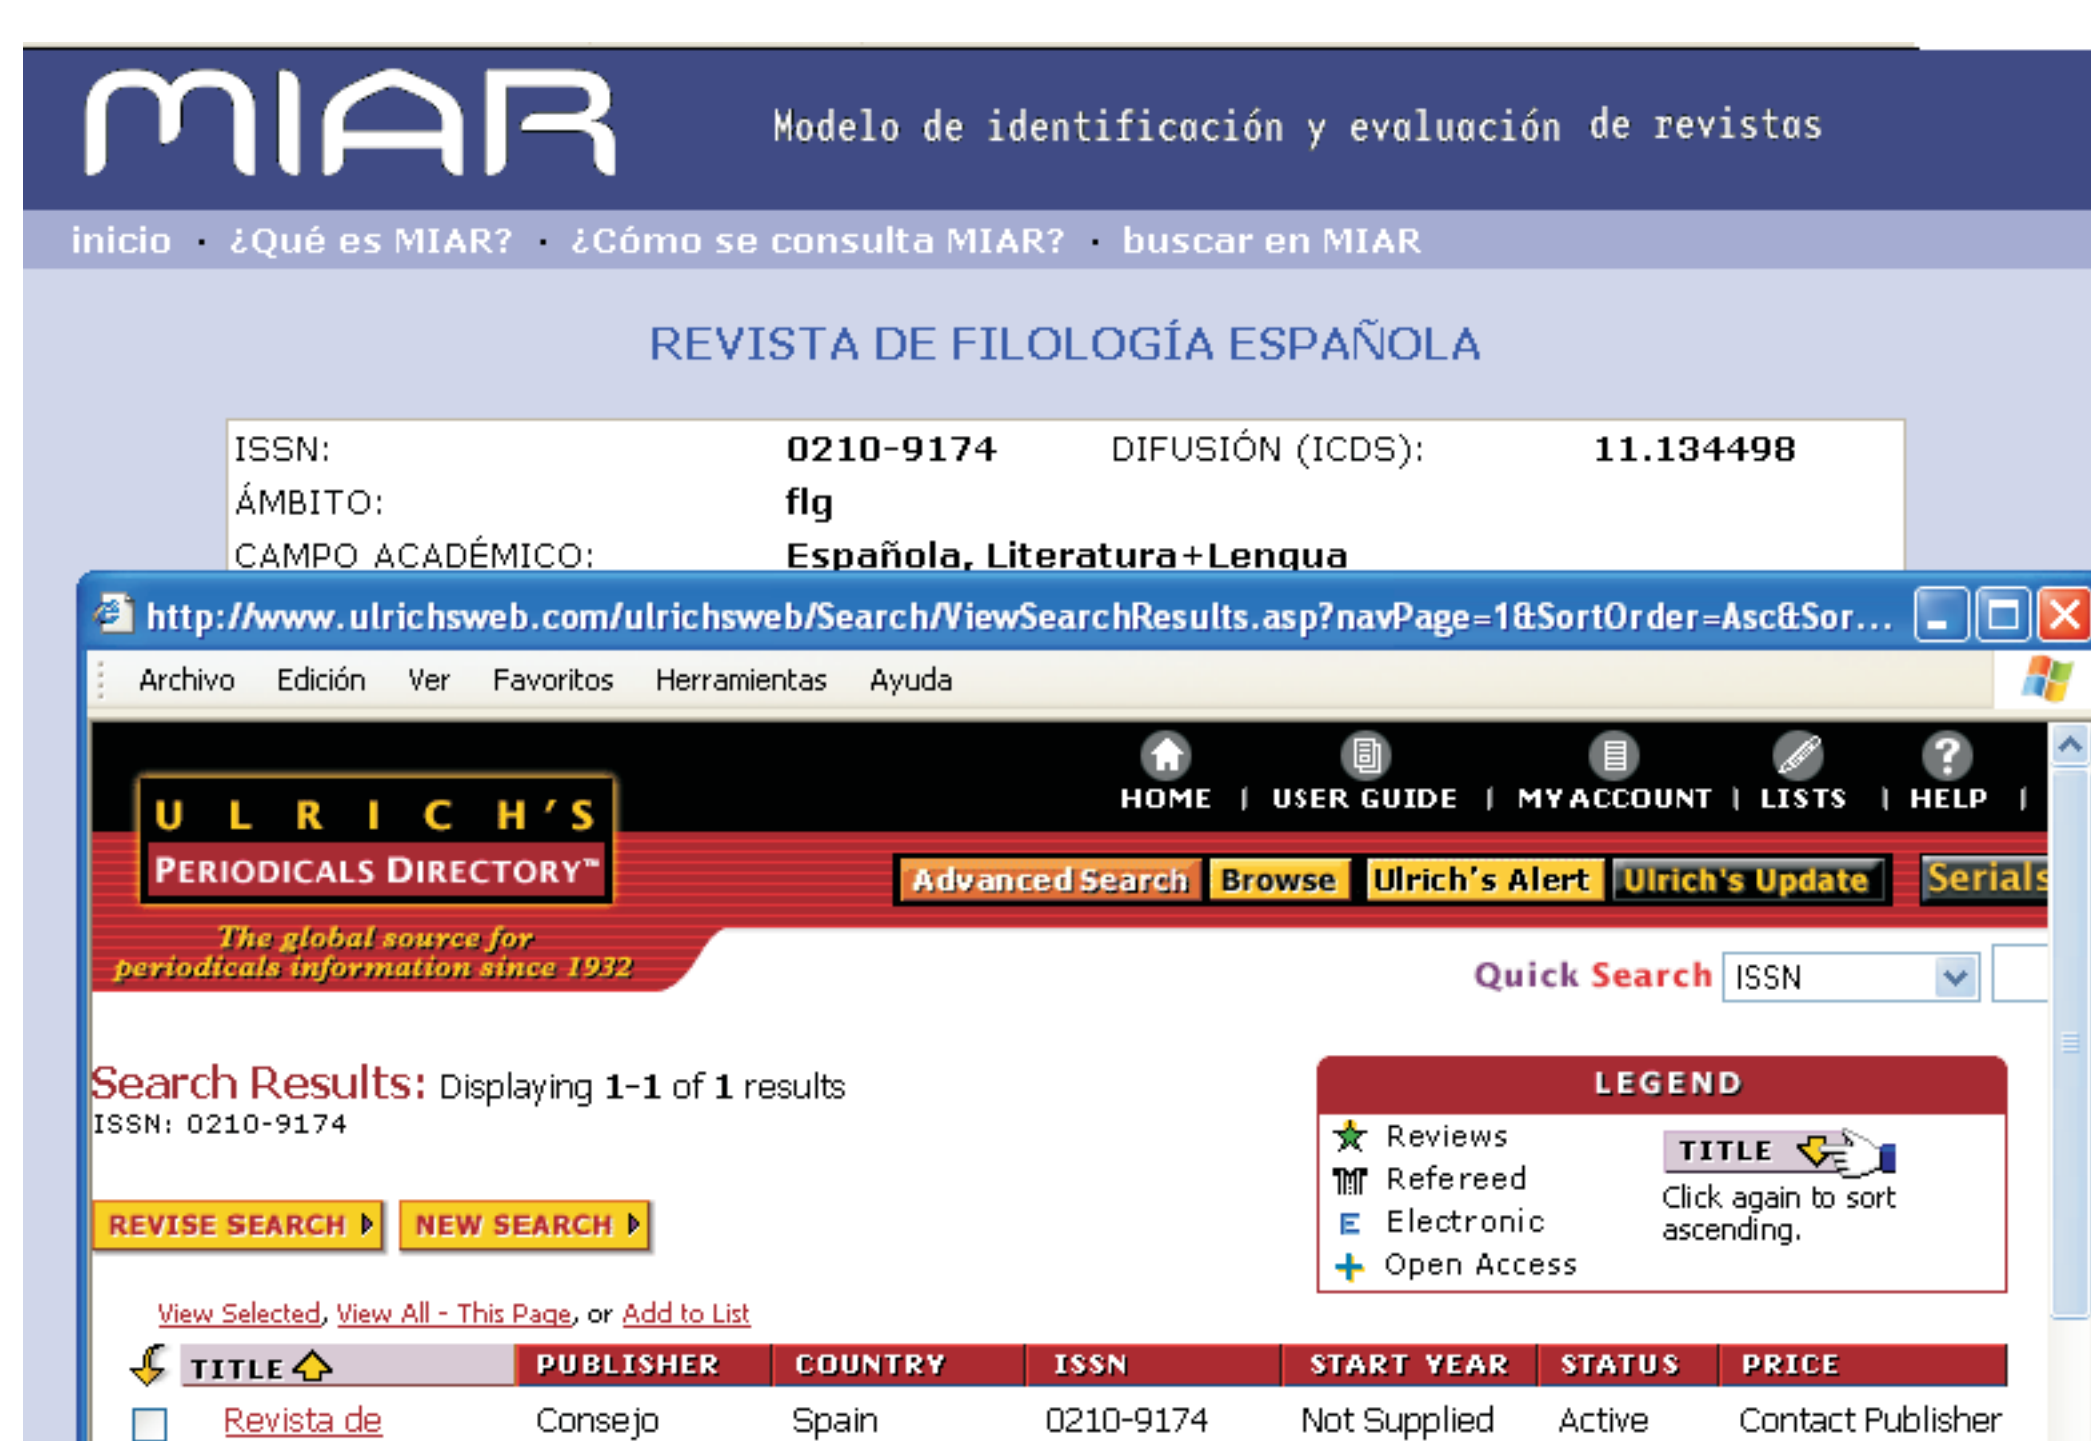 MIAR Modelo de identificación y evaluación de revistas
inicio · ¿Qué es MIAR? · ¿Cómo se consulta MIAR? · buscar en MIAR
REVISTA DE FILOLOGÍA ESPAÑOLA
ISSN: 0210-9174 DIFUSIÓN (ICDS): 11.134498
ÁMBITO: flg
CAMPO ACADÉMICO: Española, Literatura+Lengua
http://www.ulrichsweb.com/ulrichsweb/Search/ViewSearchResults.asp?navPage=1&SortOrder=Asc&Sor...
Archivo Edición Ver Favoritos Herramientas Ayuda
HOME | USER GUIDE | MY ACCOUNT | LISTS | HELP |
ULRICH'S
PERIODICALS DIRECTORY™
Advanced Search Browse Ulrich's Alert Ulrich's Update Serials
The global source for
periodicals information since 1932
Quick Search ISSN
Search Results: Displaying 1-1 of 1 results
ISSN: 0210-9174
LEGEND
Reviews
Refereed
E Electronic
Open Access
TITLE
Click again to sort
ascending.
REVISE SEARCH NEW SEARCH
View Selected, View All - This Page, or Add to List
TITLE PUBLISHER COUNTRY ISSN START YEAR STATUS PRICE
Revista de Consejo Spain 0210-9174 Not Supplied Active Contact Publisher